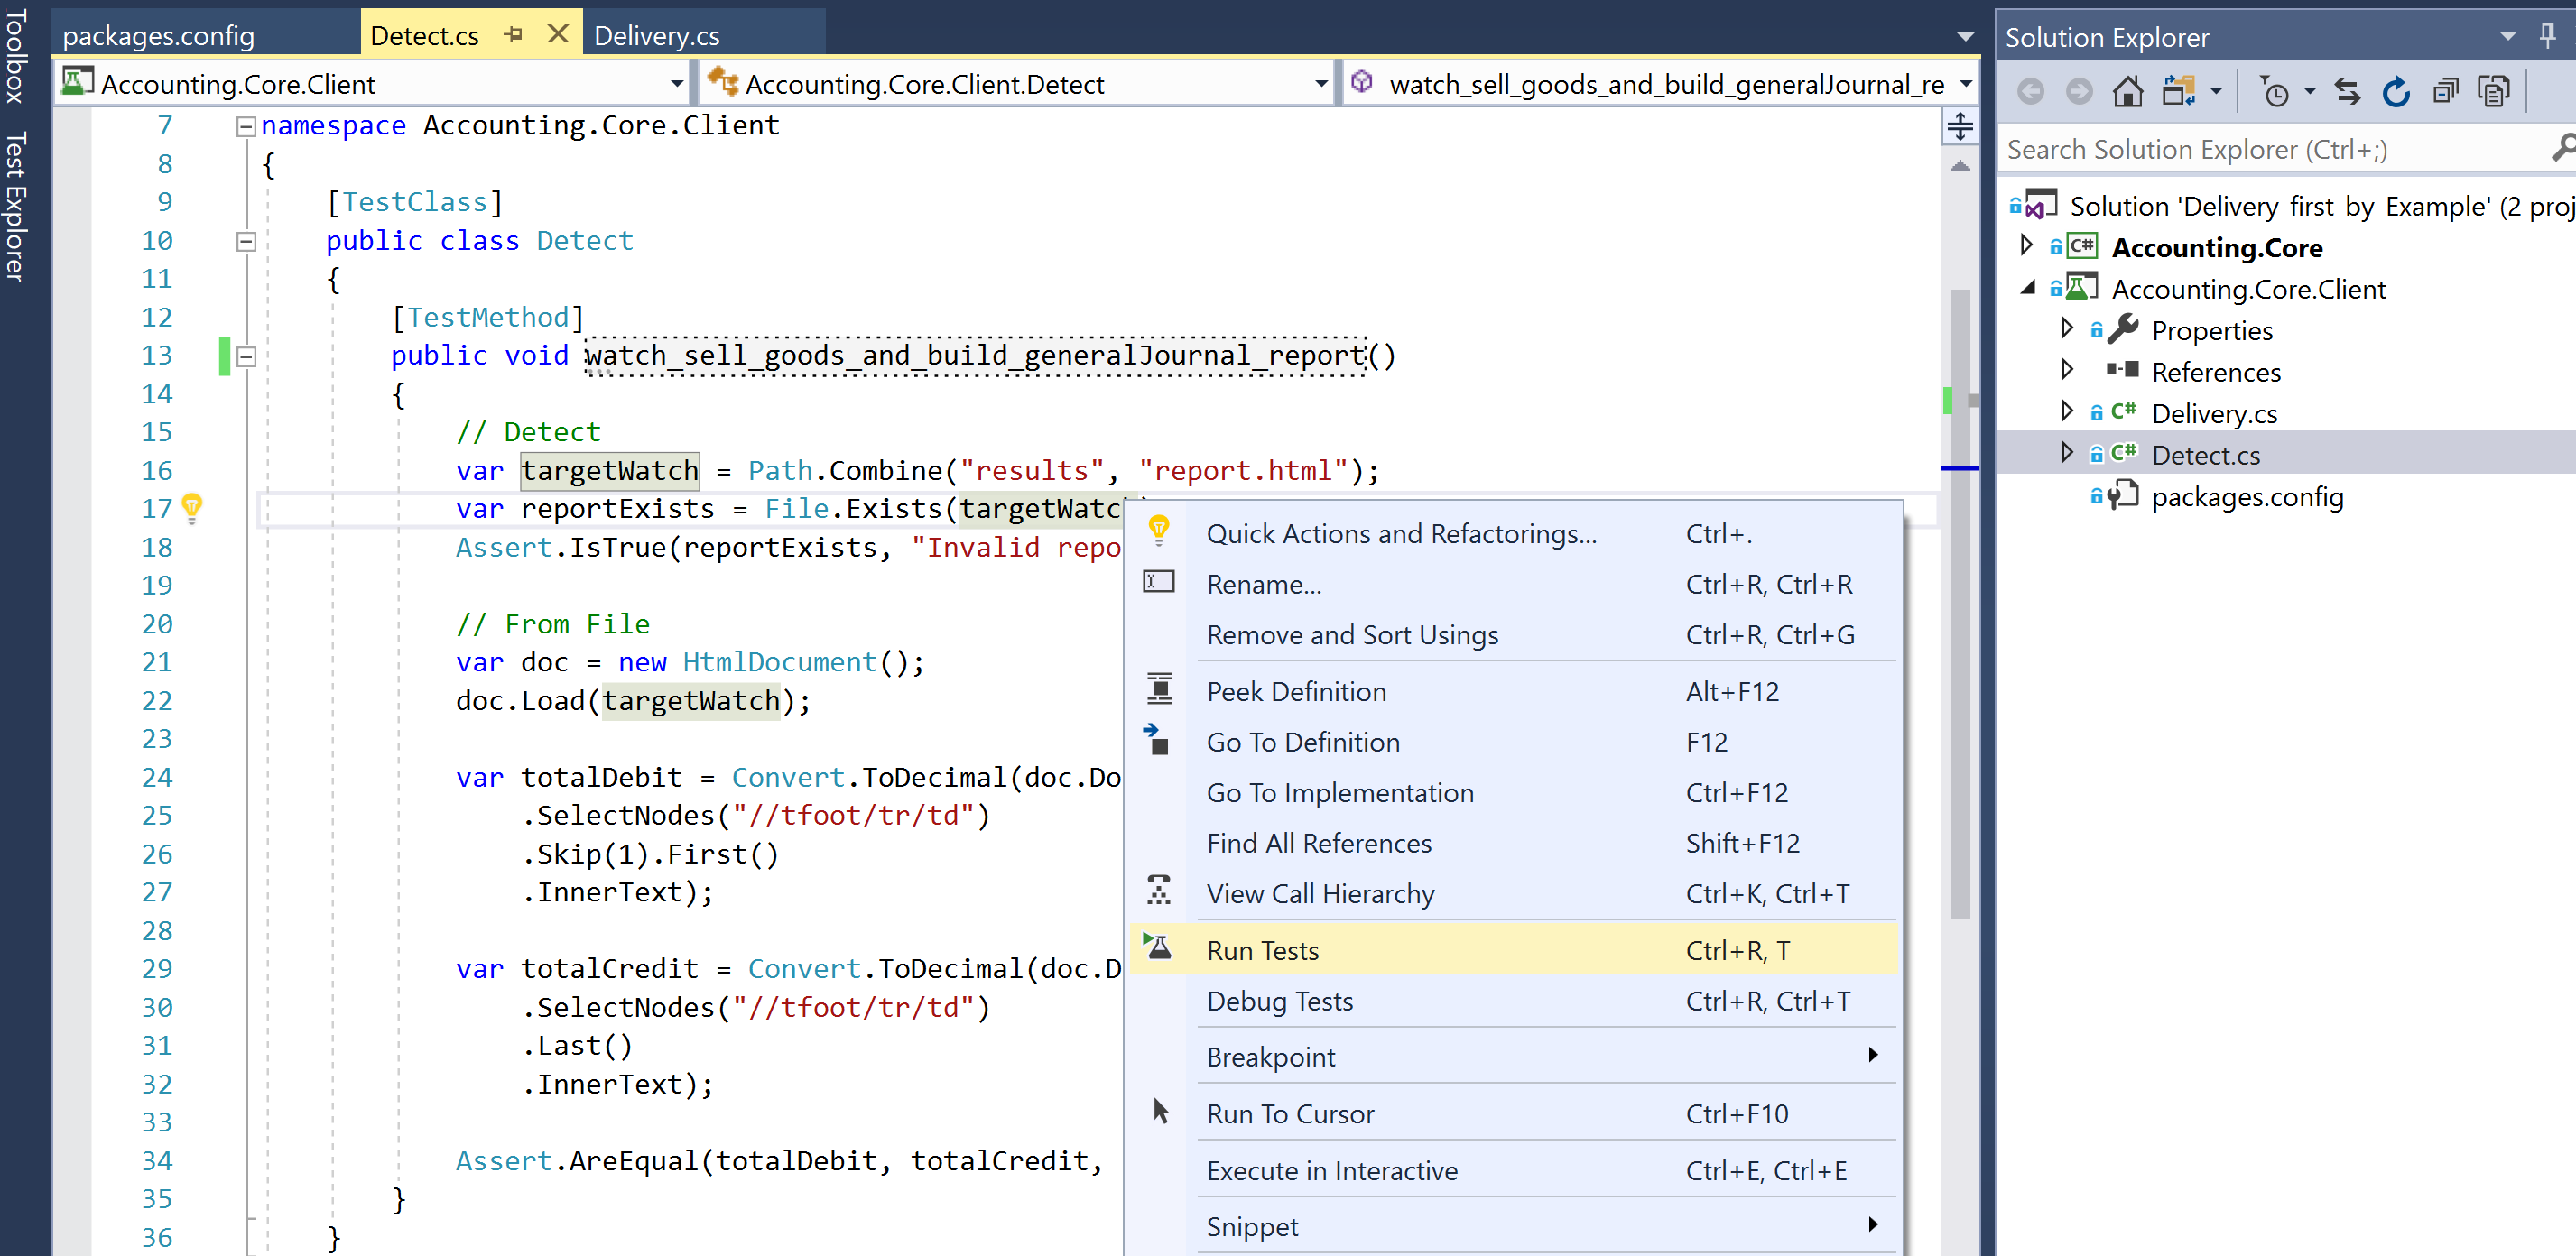 Toolbox
Test Explorer
packages.config
Detect.cs
Delivery.cs
Accounting.Core.Client
Accounting.Core.Client.Detect
watch_sell_goods_and_build_generalJournal_re
7 namespace Accounting.Core.Client
8 {
9 [TestClass]
10 public class Detect
11 {
12 [TestMethod]
13 public void watch_sell_goods_and_build_generalJournal_report()
14 {
15 // Detect
16 var targetWatch = Path.Combine("results", "report.html");
17 var reportExists = File.Exists(targetWatc
18 Assert.IsTrue(reportExists, "Invalid repo
19
20 // From File
21 var doc = new HtmlDocument();
22 doc.Load(targetWatch);
23
24 var totalDebit = Convert.ToDecimal(doc.Do
25 .SelectNodes("//tfoot/tr/td")
26 .Skip(1).First()
27 .InnerText);
28
29 var totalCredit = Convert.ToDecimal(doc.D
30 .SelectNodes("//tfoot/tr/td")
31 .Last()
32 .InnerText);
33
34 Assert.AreEqual(totalDebit, totalCredit,
35 }
36 }
Quick Actions and Refactorings... Ctrl+.
Rename... Ctrl+R, Ctrl+R
Remove and Sort Usings Ctrl+R, Ctrl+G
Peek Definition Alt+F12
Go To Definition F12
Go To Implementation Ctrl+F12
Find All References Shift+F12
View Call Hierarchy Ctrl+K, Ctrl+T
Run Tests Ctrl+R, T
Debug Tests Ctrl+R, Ctrl+T
Breakpoint
Run To Cursor Ctrl+F10
Execute in Interactive Ctrl+E, Ctrl+E
Snippet
Solution Explorer
Search Solution Explorer (Ctrl+;)
Solution 'Delivery-first-by-Example' (2 proj
C# Accounting.Core
Accounting.Core.Client
Properties
References
C# Delivery.cs
C# Detect.cs
packages.config